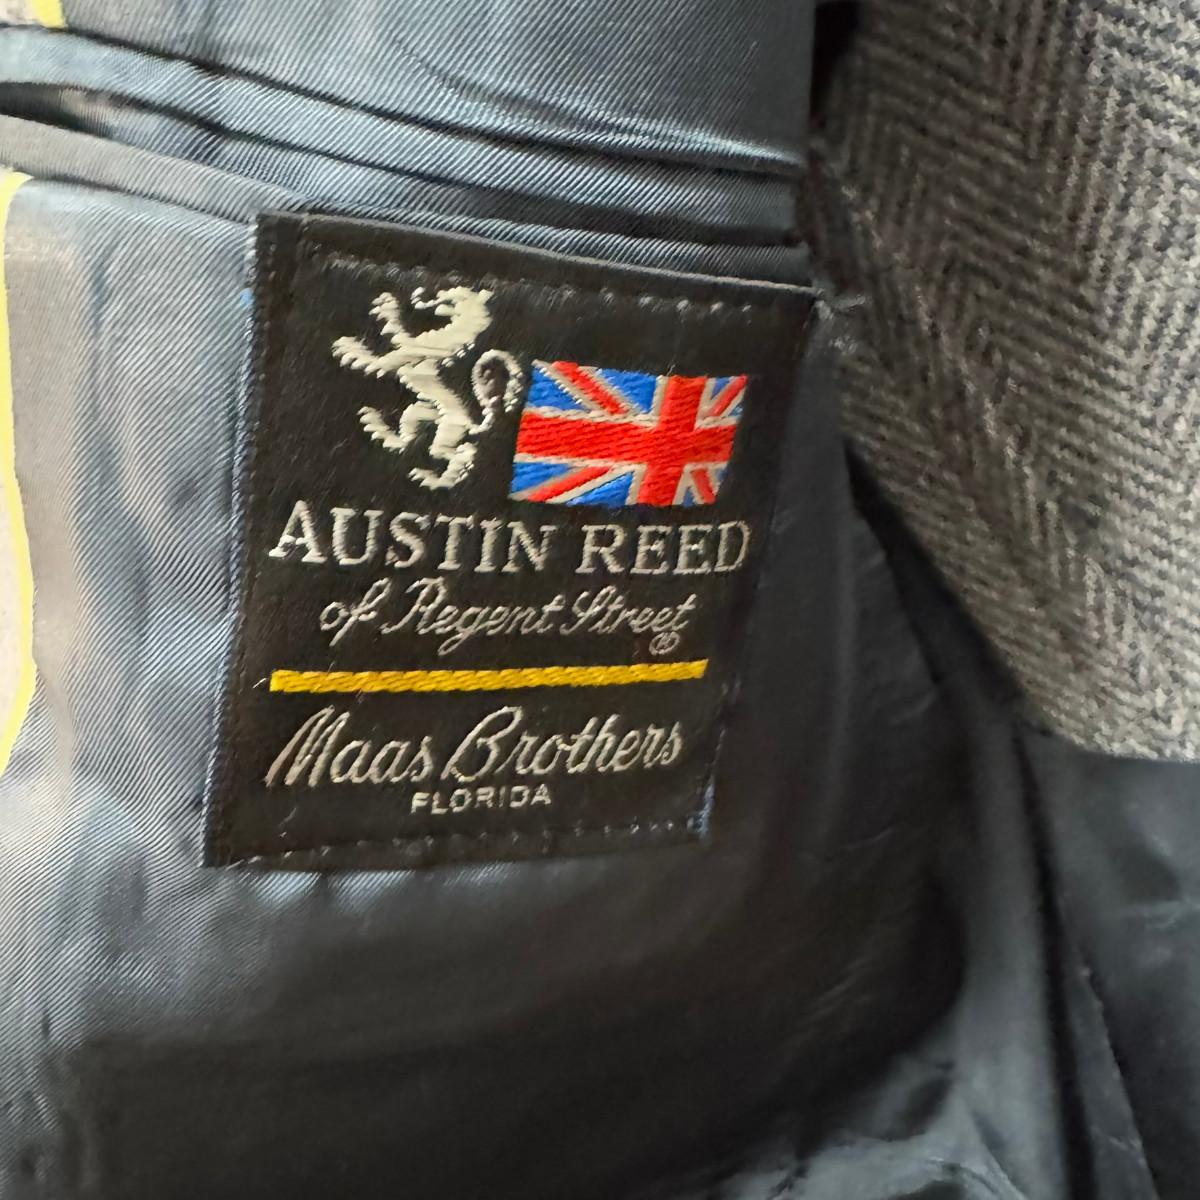 AUSTIN REED
of Regent Street®
Maas Brothers
FLORIDA